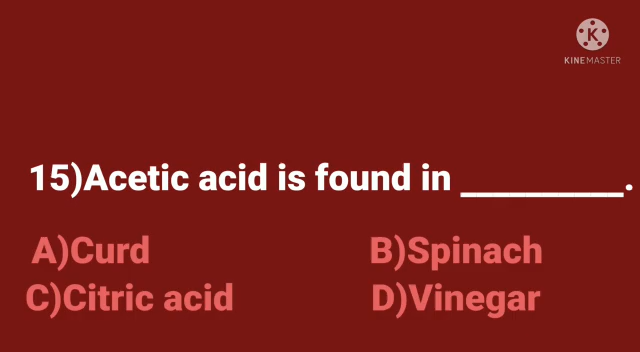 K
KINEMASTER
15)Acetic acid is found in _________.
A)Curd B)Spinach
C)Citric acid D)Vinegar